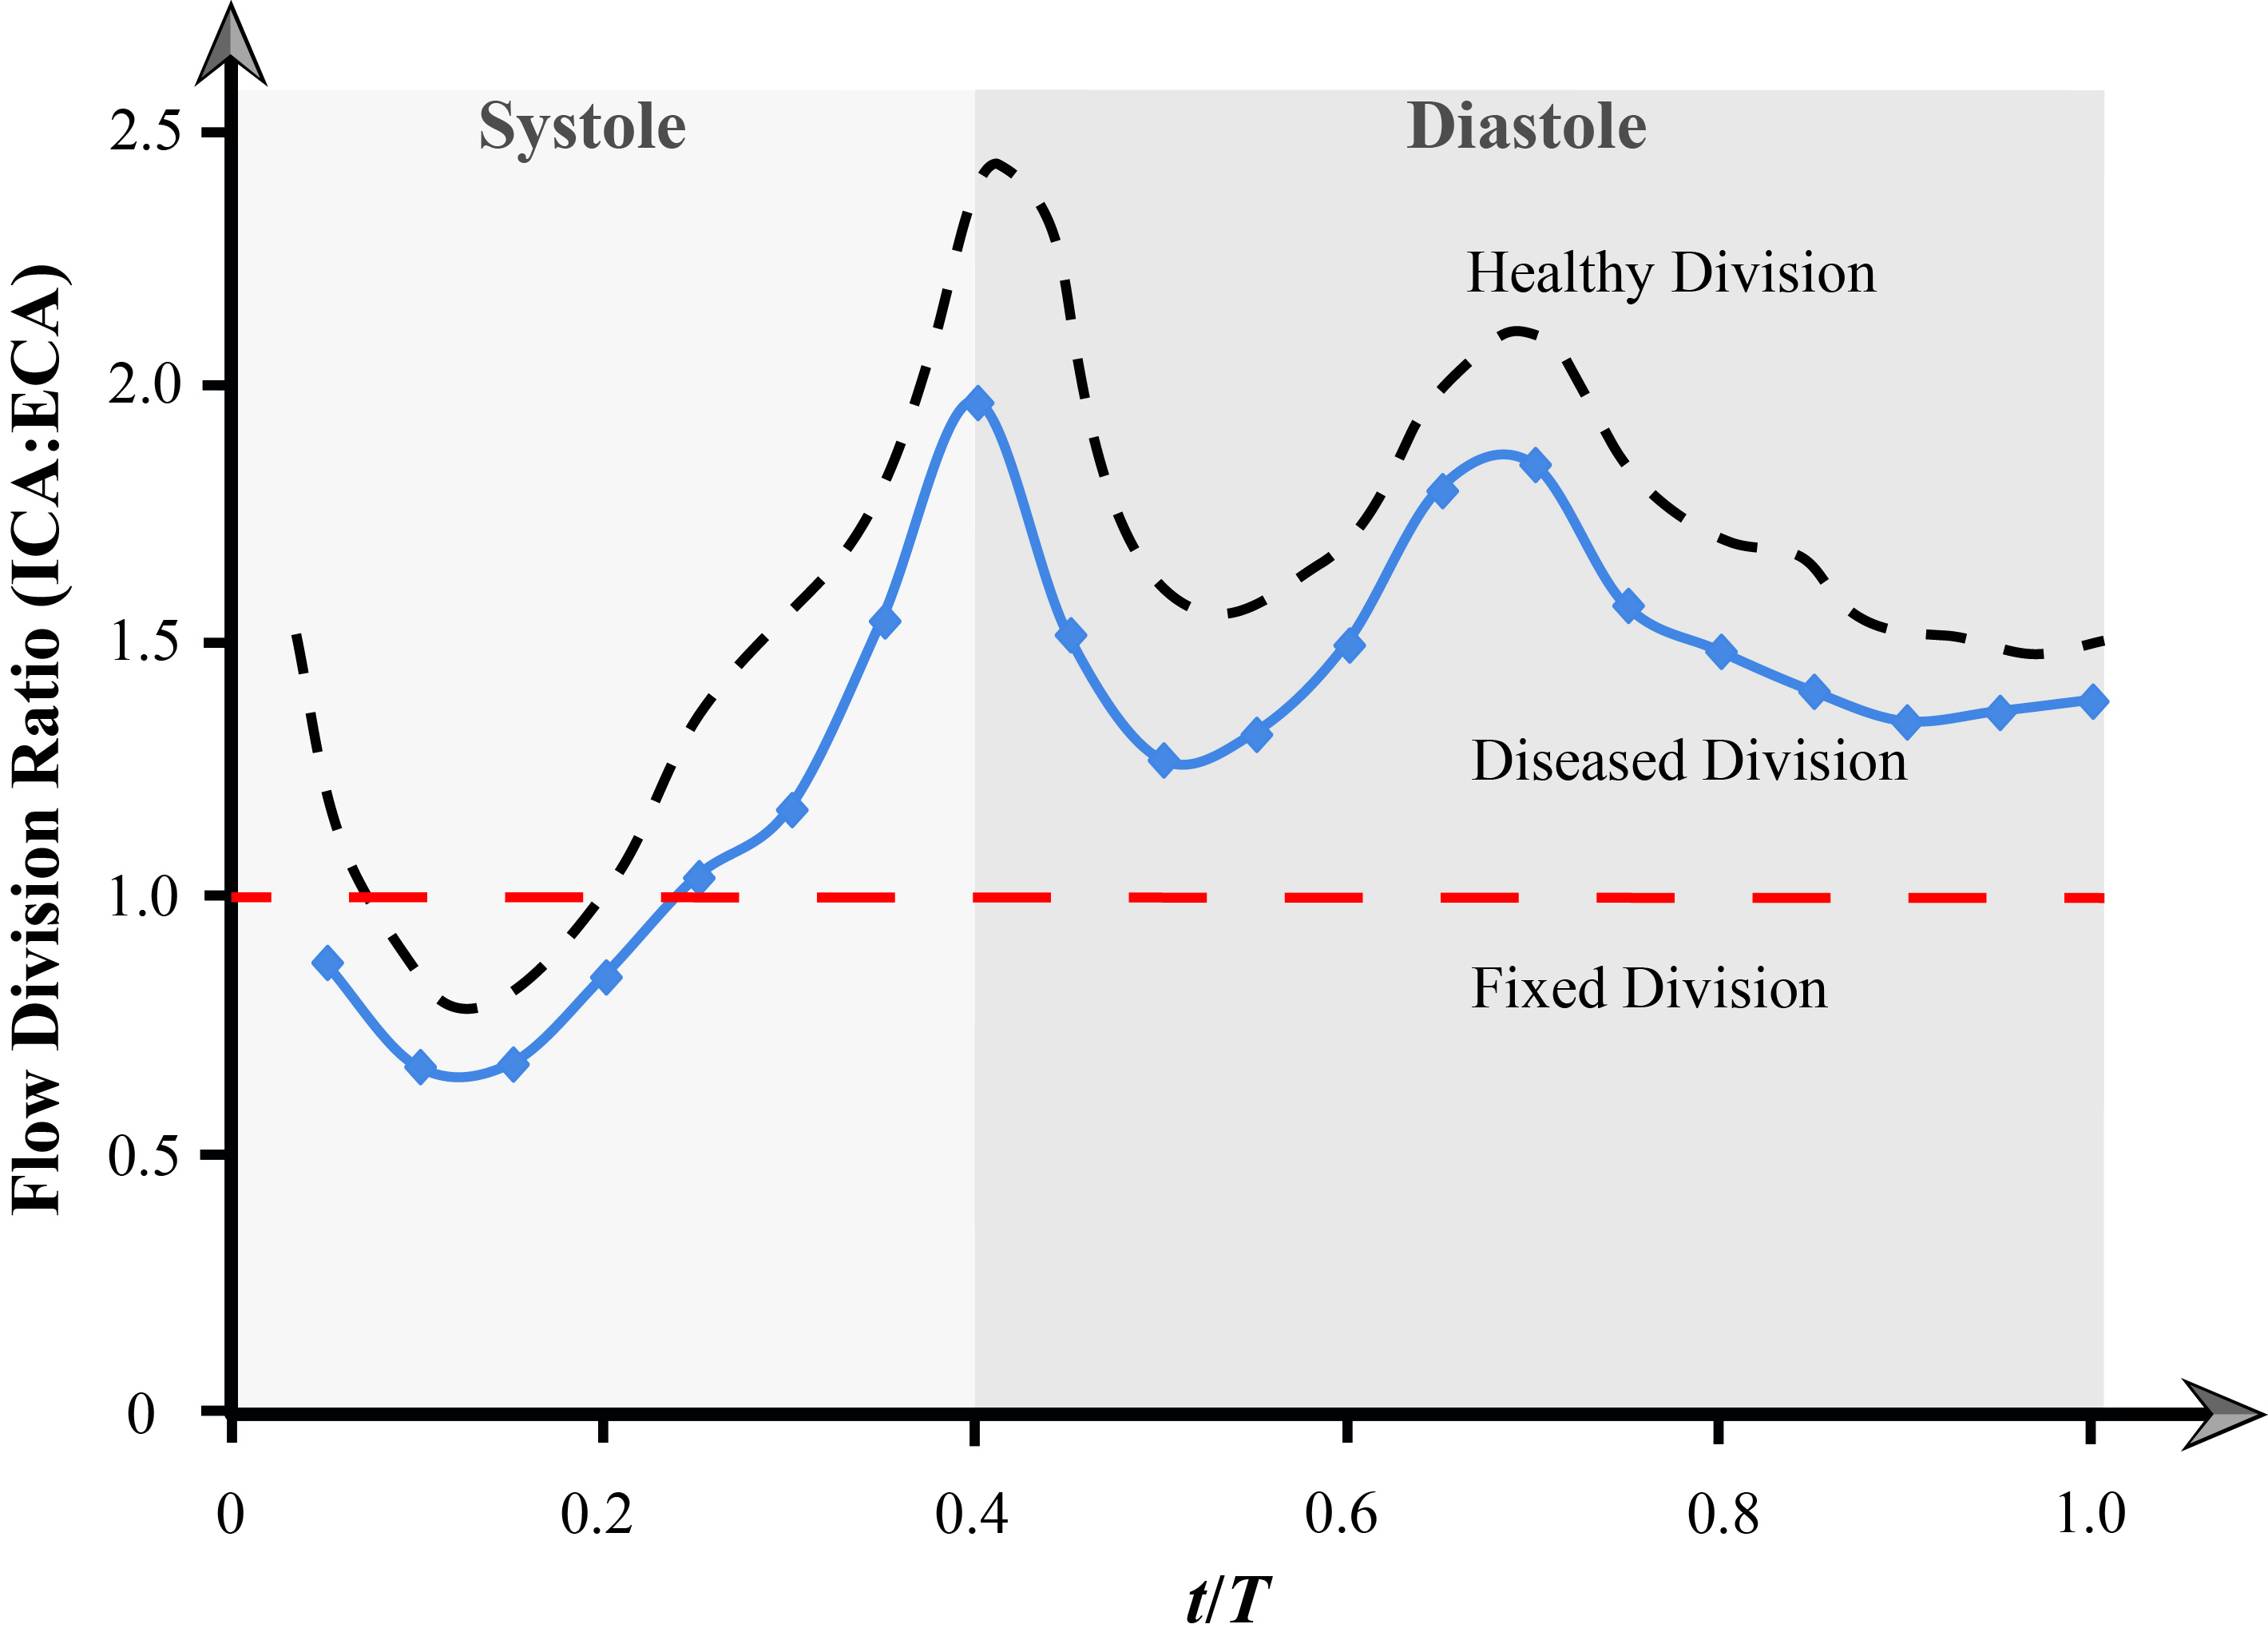 Systole
Diastole
2.5
2.0
1.5
1.0
0.5
0
Flow Division Ratio (ICA:ECA)
Healthy Division
Diseased Division
Fixed Division
0
0.2
0.4
0.6
0.8
1.0
t/T